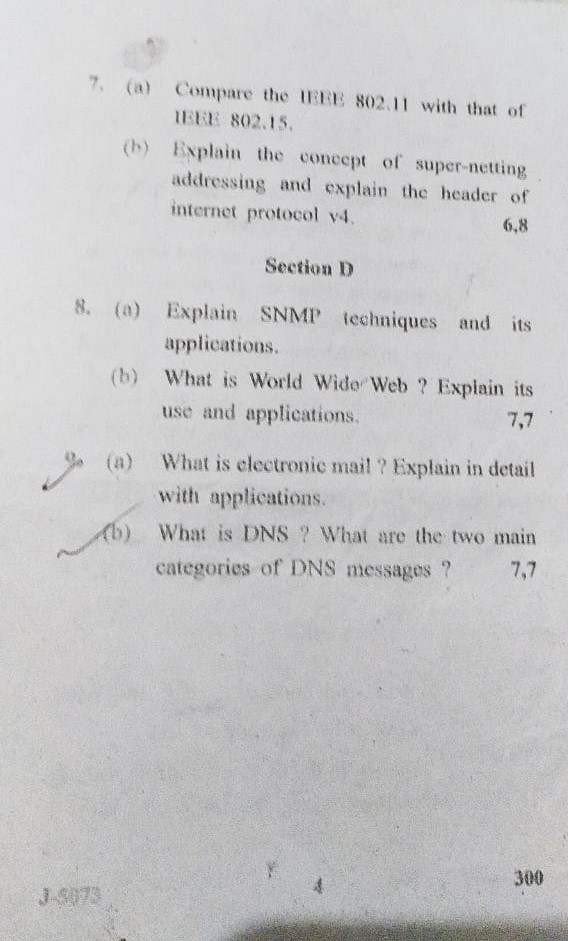 7. (a) Compare the IEEE 802.11 with that of
IEEE 802.15.
(b) Explain the concept of super-netting
addressing and explain the header of
internet protocol v4. 6,8
Section D
8. (a) Explain SNMP techniques and its
applications.
(b) What is World Wide Web ? Explain its
use and applications. 7,7
9. (a) What is electronic mail ? Explain in detail
with applications.
(b) What is DNS ? What are the two main
categories of DNS messages ? 7,7
J-5073 4 300